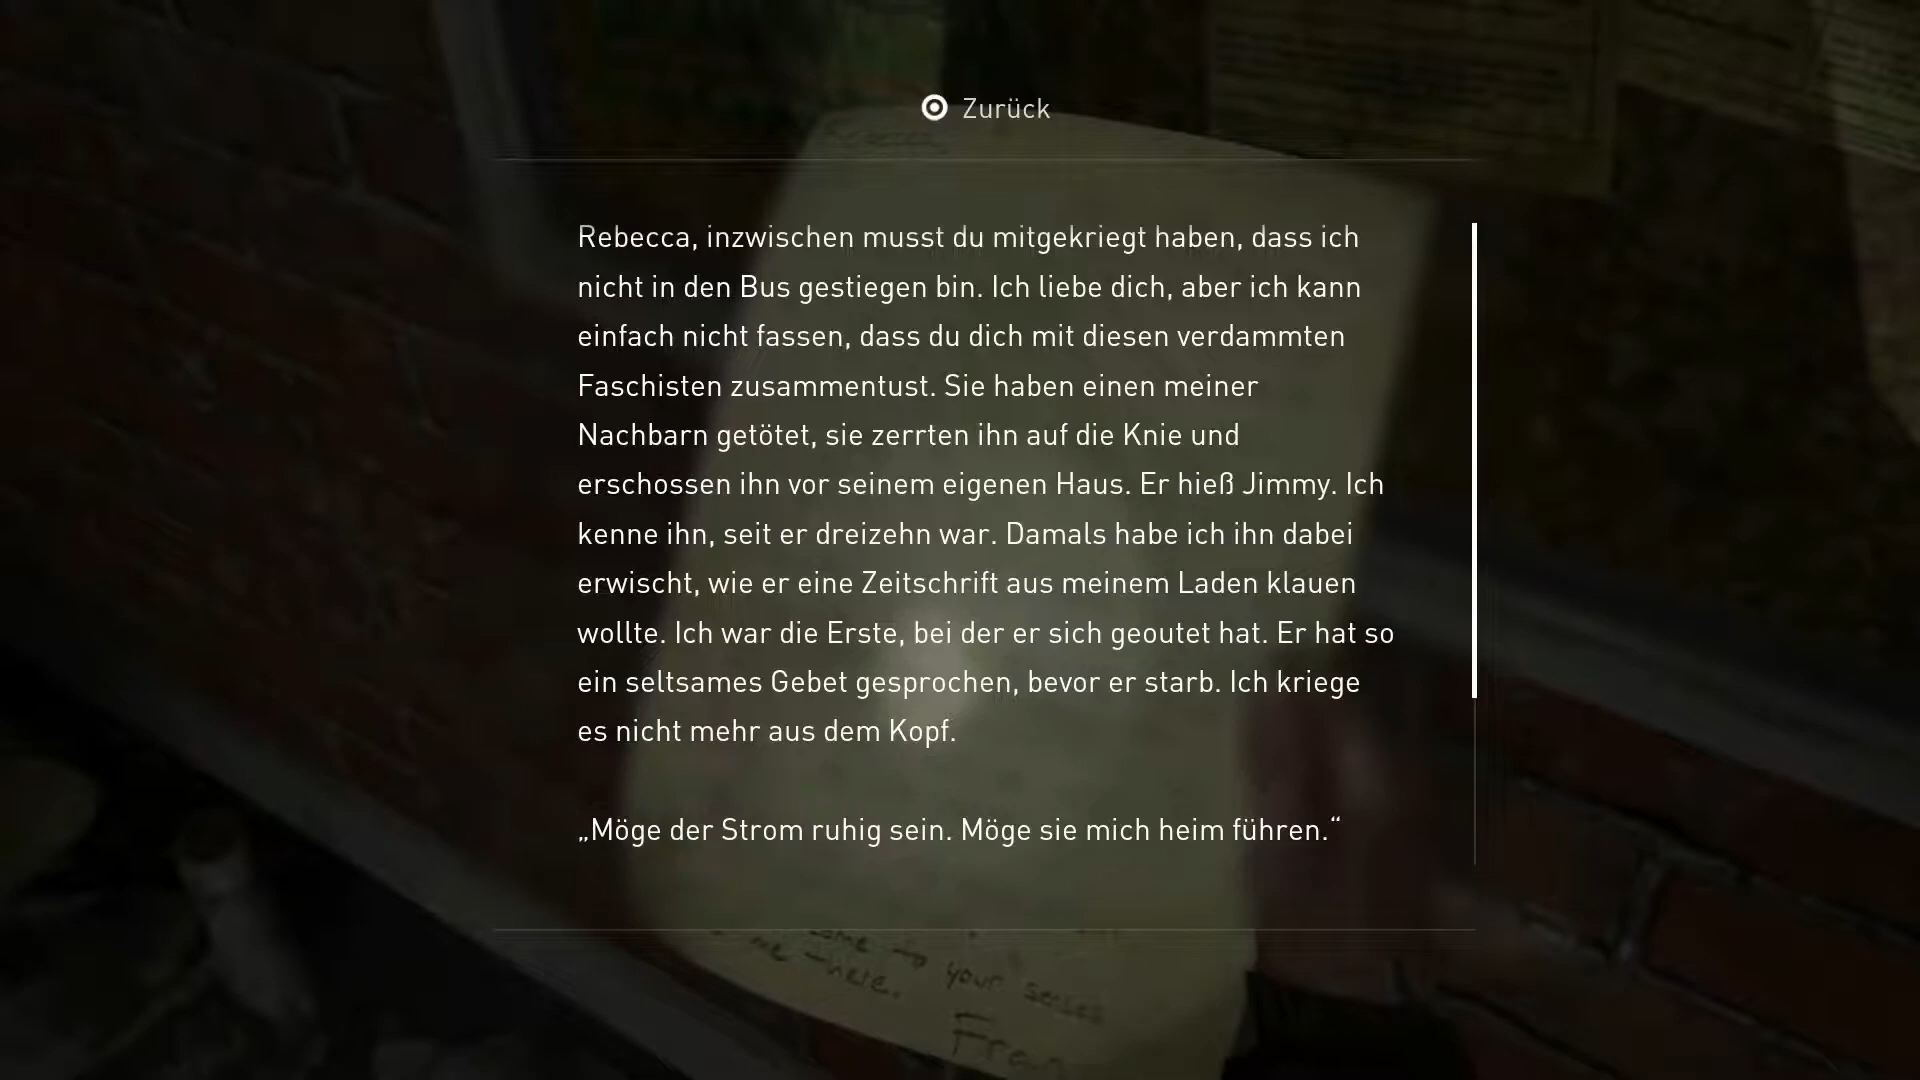 Zurück
Rebecca, inzwischen musst du mitgekriegt haben, dass ich
nicht in den Bus gestiegen bin. Ich liebe dich, aber ich kann
einfach nicht fassen, dass du dich mit diesen verdammten
Faschisten zusammentust. Sie haben einen meiner
Nachbarn getötet, sie zerrten ihn auf die Knie und
erschossen ihn vor seinem eigenen Haus. Er hieß Jimmy. Ich
kenne ihn, seit er dreizehn war. Damals habe ich ihn dabei
erwischt, wie er eine Zeitschrift aus meinem Laden klauen
wollte. Ich war die Erste, bei der er sich geoutet hat. Er hat so
ein seltsames Gebet gesprochen, bevor er starb. Ich kriege
es nicht mehr aus dem Kopf.
„Möge der Strom ruhig sein. Möge sie mich heim führen.“
come to your senses
me here.
Fran